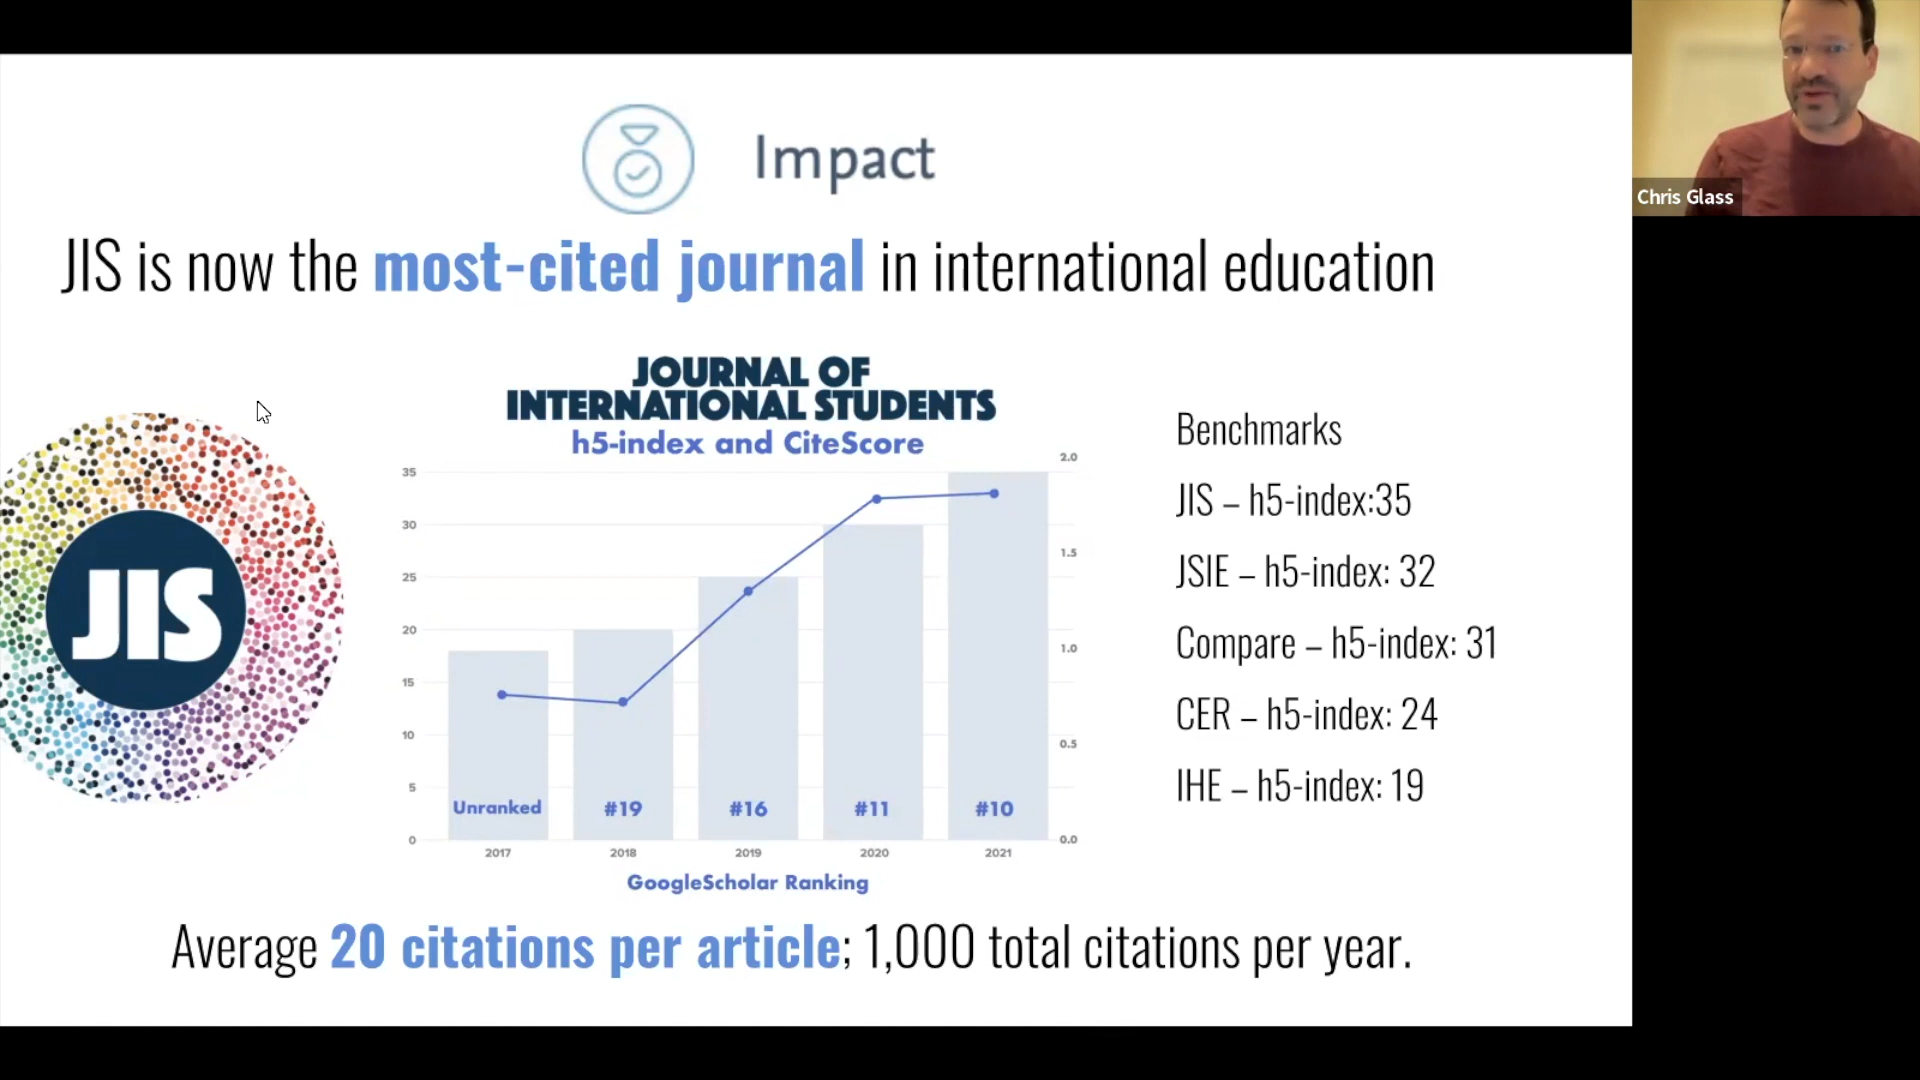 Impact
JIS is now the most-cited journal in international education
JIS
JOURNAL OF
INTERNATIONAL STUDENTS
h5-index and CiteScore
35
30
25
20
15
10
5
0
2.0
1.5
1.0
0.5
0.0
Unranked
#19
#16
#11
#10
2017
2018
2019
2020
2021
GoogleScholar Ranking
Benchmarks
JIS – h5-index:35
JSIE – h5-index: 32
Compare – h5-index: 31
CER – h5-index: 24
IHE – h5-index: 19
Average 20 citations per article; 1,000 total citations per year.
Chris Glass